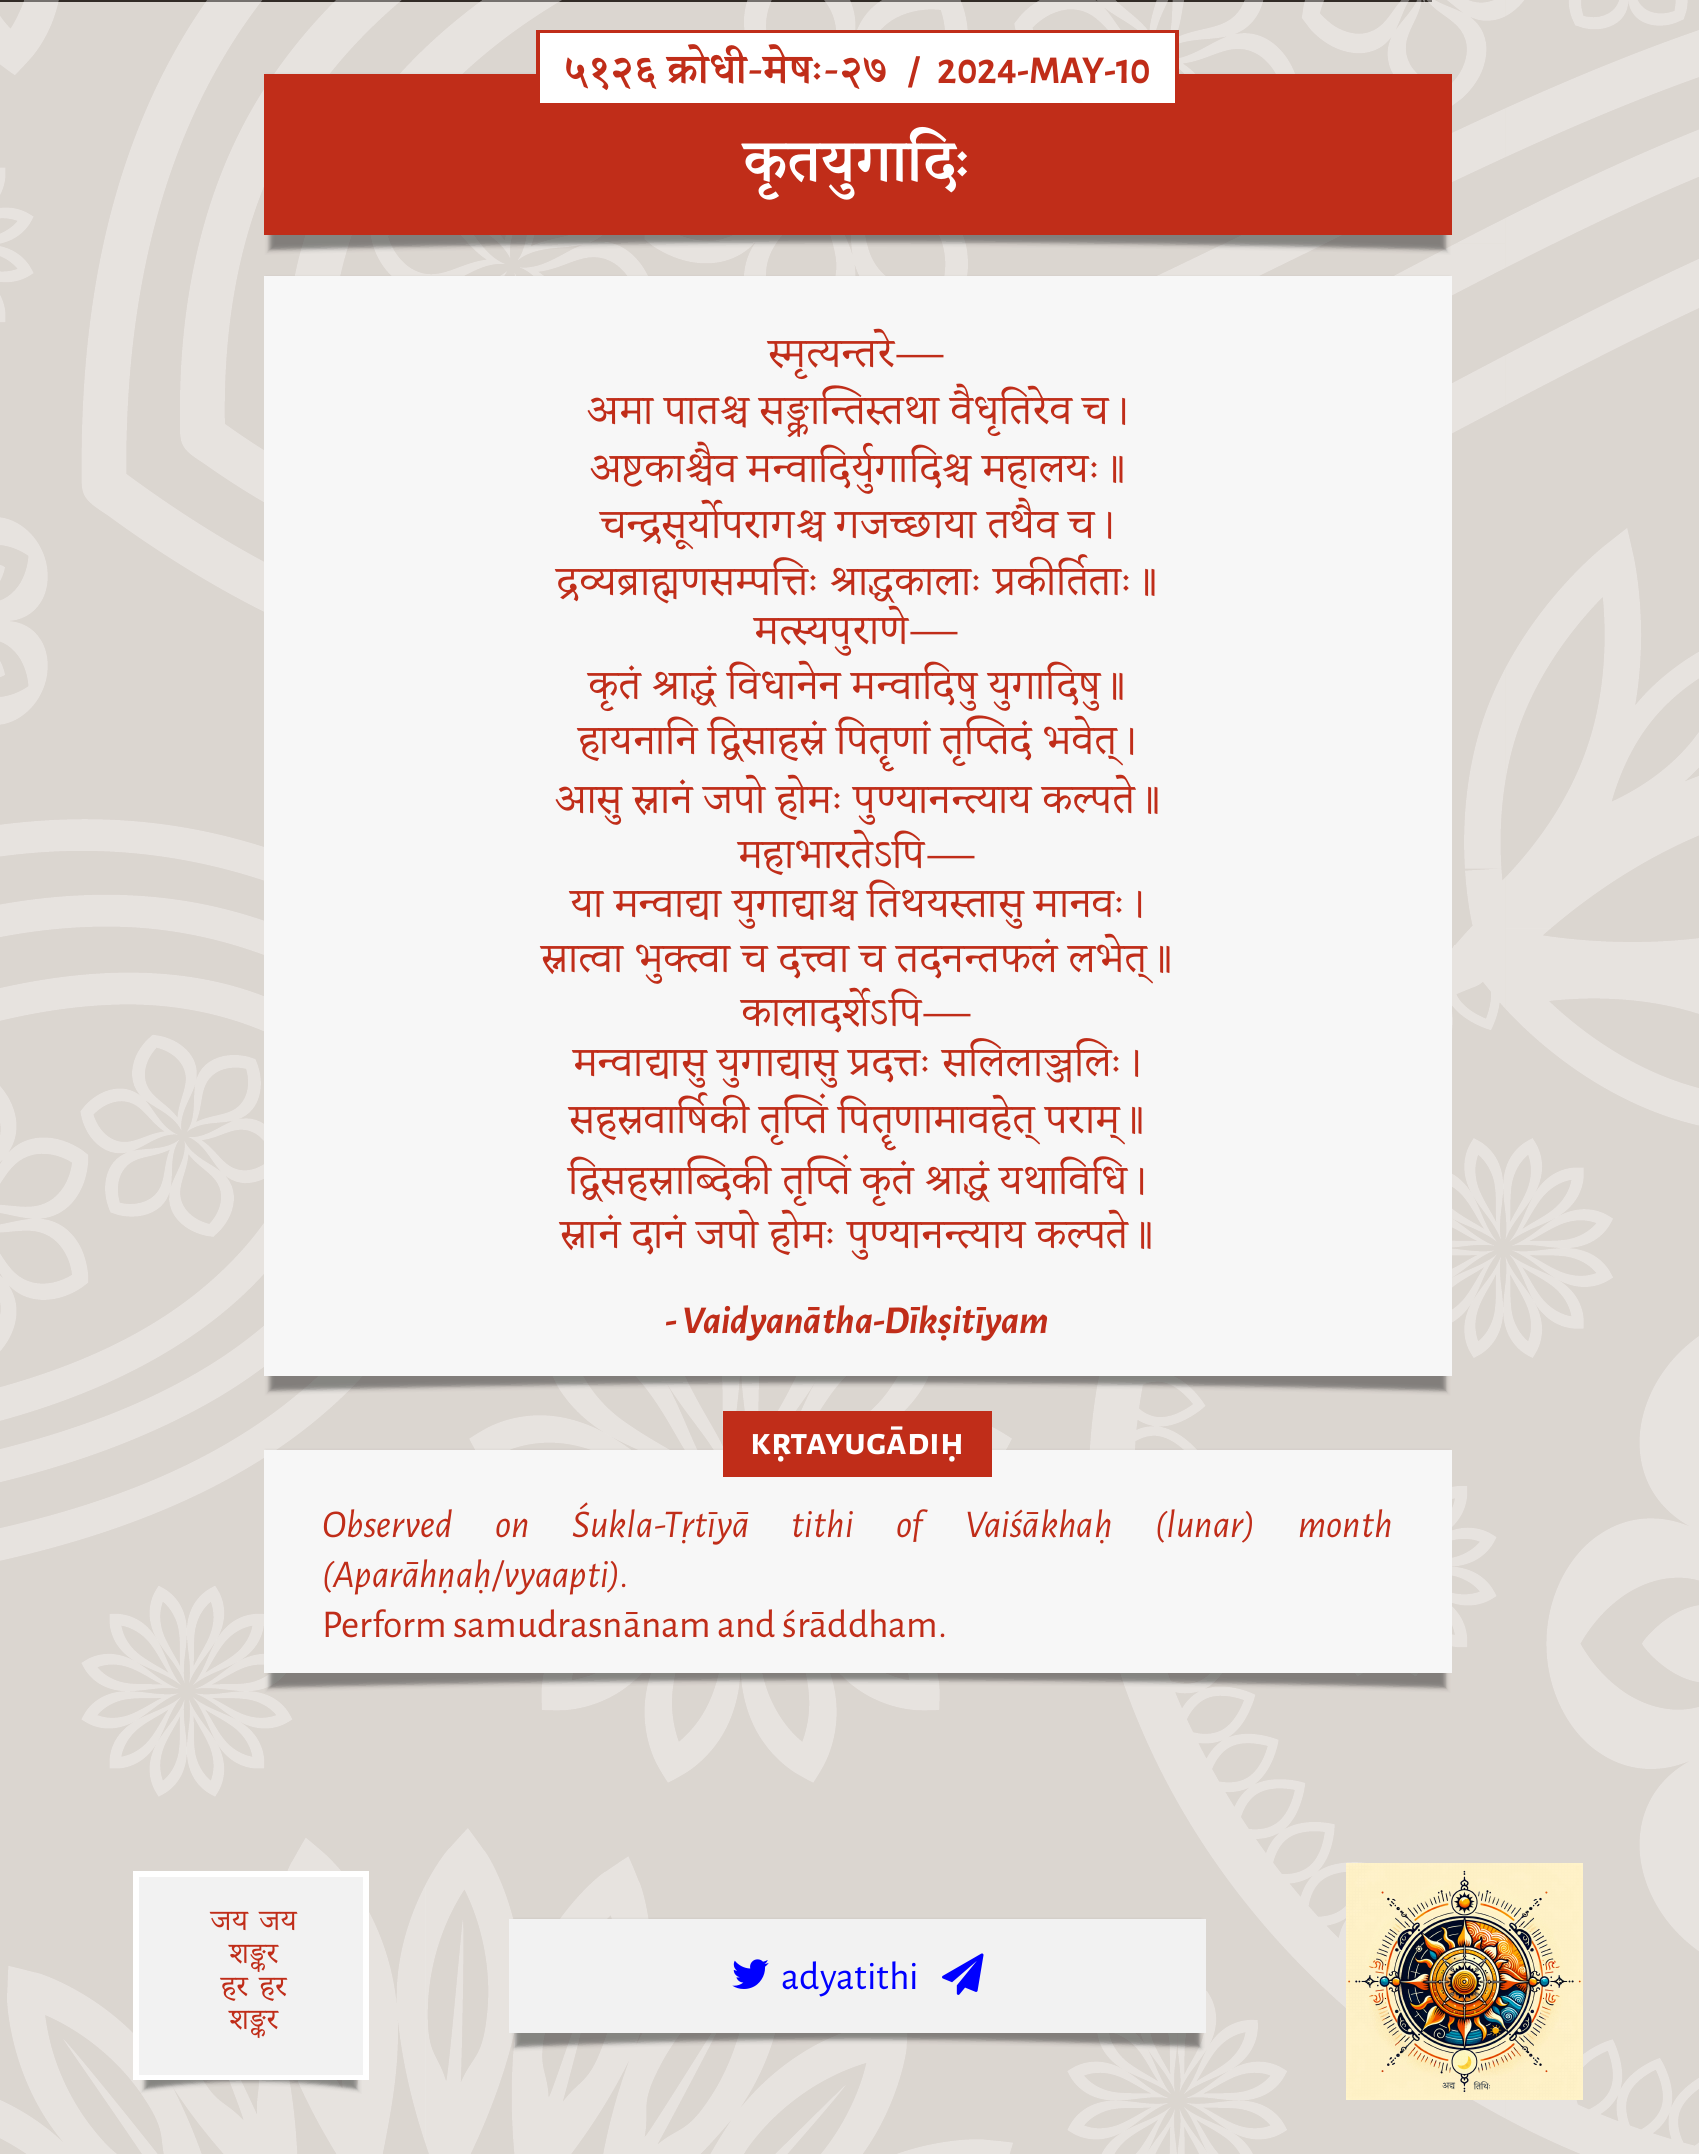 ५१२६ क्रोधी-मेषः-२७ / 2024-MAY-10
कृतयुगादिः
स्मृत्यन्तरे—
अमा पातश्च सङ्क्रान्तिस्तथा वैधृतिरेव च।
अष्टकाश्चैव मन्वादिर्युगादिश्च महालयः॥
चन्द्रसूर्योपरागश्च गजच्छाया तथैव च।
द्रव्यब्राह्मणसम्पत्तिः श्राद्धकालाः प्रकीर्तिताः॥
मत्स्यपुराणे—
कृतं श्राद्धं विधानेन मन्वादिषु युगादिषु॥
हायनानि द्विसाहस्रं पितॄणां तृप्तिदं भवेत्।
आसु स्नानं जपो होमः पुण्यानन्त्याय कल्पते॥
महाभारतेऽपि—
या मन्वाद्या युगाद्याश्च तिथयस्तासु मानवः।
स्नात्वा भुक्त्वा च दत्त्वा च तदनन्तफलं लभेत्॥
कालादर्शेऽपि—
मन्वाद्यासु युगाद्यासु प्रदत्तः सलिलाञ्जलिः।
सहस्रवार्षिकी तृप्तिं पितॄणामावहेत् पराम्॥
द्विसहस्राब्दिकी तृप्तिं कृतं श्राद्धं यथाविधि।
स्नानं दानं जपो होमः पुण्यानन्त्याय कल्पते॥
- Vaidyanātha-Dīkṣitīyam
KṚTAYUGĀDIḤ
Observed on Śukla-Tṛtīyā tithi of Vaiśākhaḥ (lunar) month
(Aparāhṇaḥ/vyaapti).
Perform samudrasnānam and śrāddham.
जय जय
शङ्कर
हर हर
शङ्कर
adyatithi
अद्य तिथिः